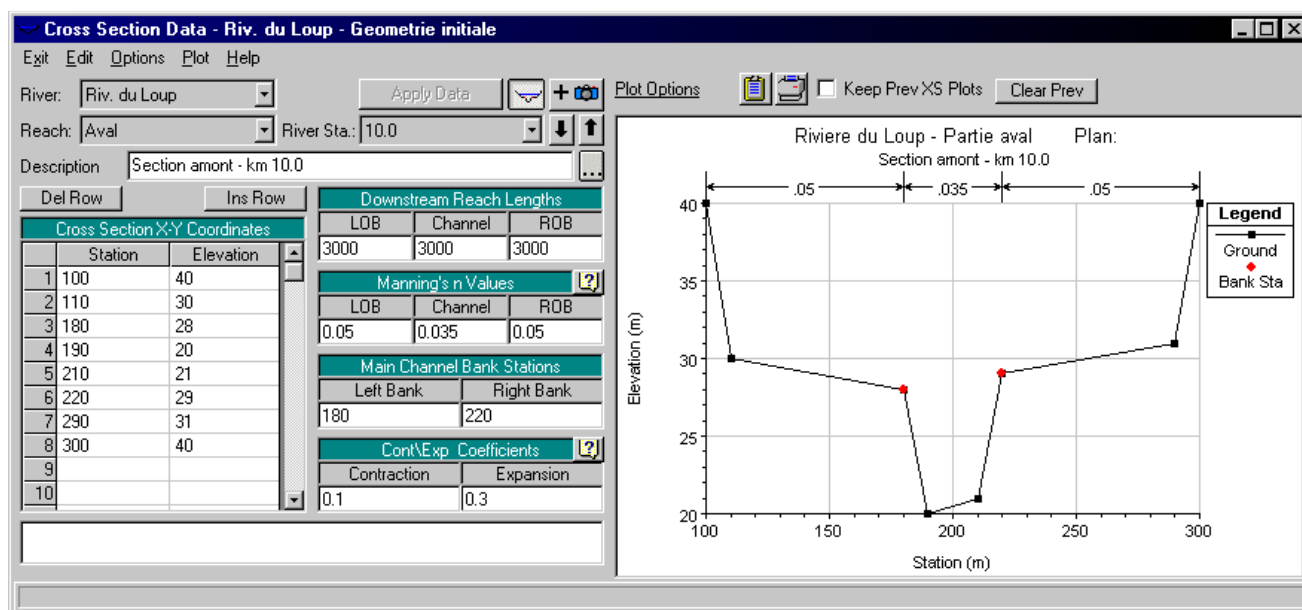 Cross Section Data - Riv. du Loup - Geometrie initiale
Exit Edit Options Plot Help
River: Riv. du Loup Apply Data
Reach: Aval River Sta.: 10.0
Description Section amont - km 10.0 ...
Del Row Ins Row
Cross Section X-Y Coordinates
Station Elevation
1 100 40
2 110 30
3 180 28
4 190 20
5 210 21
6 220 29
7 290 31
8 300 40
9
10
Downstream Reach Lengths
LOB Channel ROB
3000 3000 3000
Manning's n Values
LOB Channel ROB
0.05 0.035 0.05
Main Channel Bank Stations
Left Bank Right Bank
180 220
Cont\Exp Coefficients
Contraction Expansion
0.1 0.3
Plot Options Keep Prev XS Plots Clear Prev
Riviere du Loup - Partie aval Plan:
Section amont - km 10.0
.05 .035 .05
40
35
30
25
20
Elevation (m)
100 150 200 250 300
Station (m)
Legend
Ground
Bank Sta